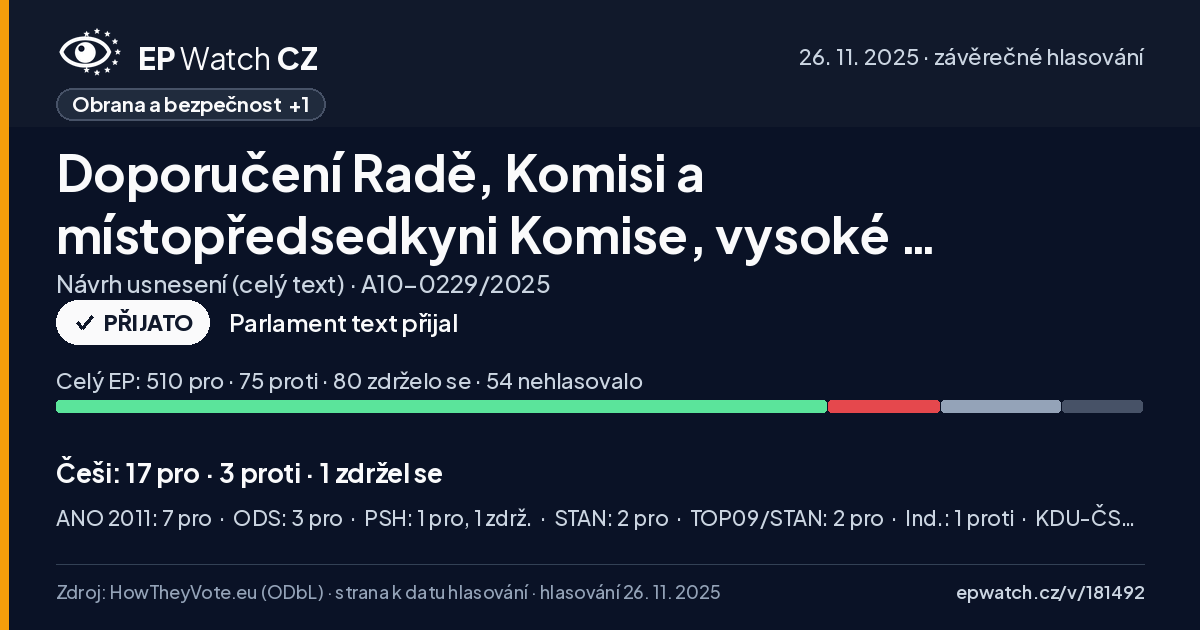 EP Watch CZ
26. 11. 2025 · závěrečné hlasování
Obrana a bezpečnost +1
Doporučení Radě, Komisi a
místopředsedkyni Komise, vysoké …
Návrh usnesení (celý text) · A10–0229/2025
✓ PŘIJATO Parlament text přijal
Celý EP: 510 pro · 75 proti · 80 zdrželo se · 54 nehlasovalo
Češi: 17 pro · 3 proti · 1 zdržel se
ANO 2011: 7 pro · ODS: 3 pro · PSH: 1 pro, 1 zdrž. · STAN: 2 pro · TOP09/STAN: 2 pro · Ind.: 1 proti · KDU-ČS…
Zdroj: HowTheyVote.eu (ODbL) · strana k datu hlasování · hlasování 26. 11. 2025
epwatch.cz/v/181492